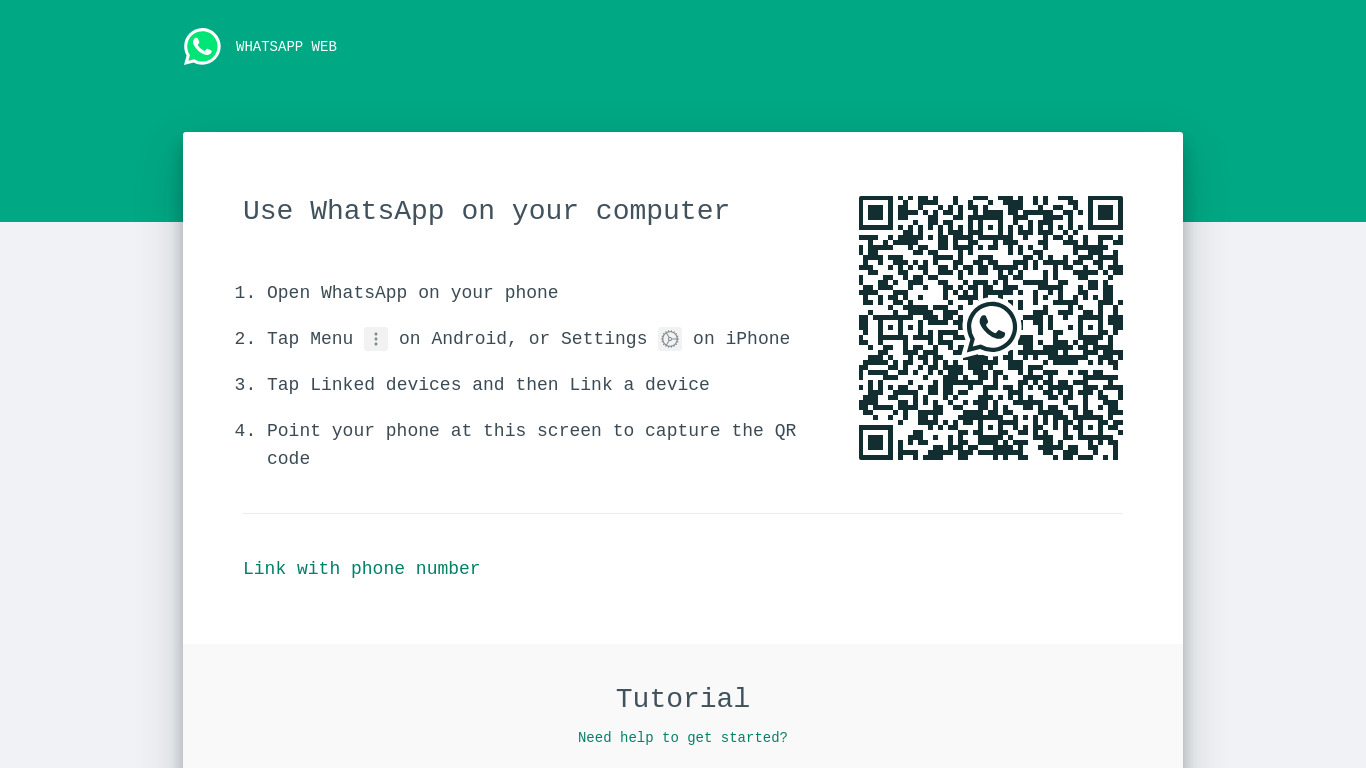 WHATSAPP WEB
Use WhatsApp on your computer
1. Open WhatsApp on your phone
2. Tap Menu on Android, or Settings on iPhone
3. Tap Linked devices and then Link a device
4. Point your phone at this screen to capture the QR
code
Link with phone number
Tutorial
Need help to get started?